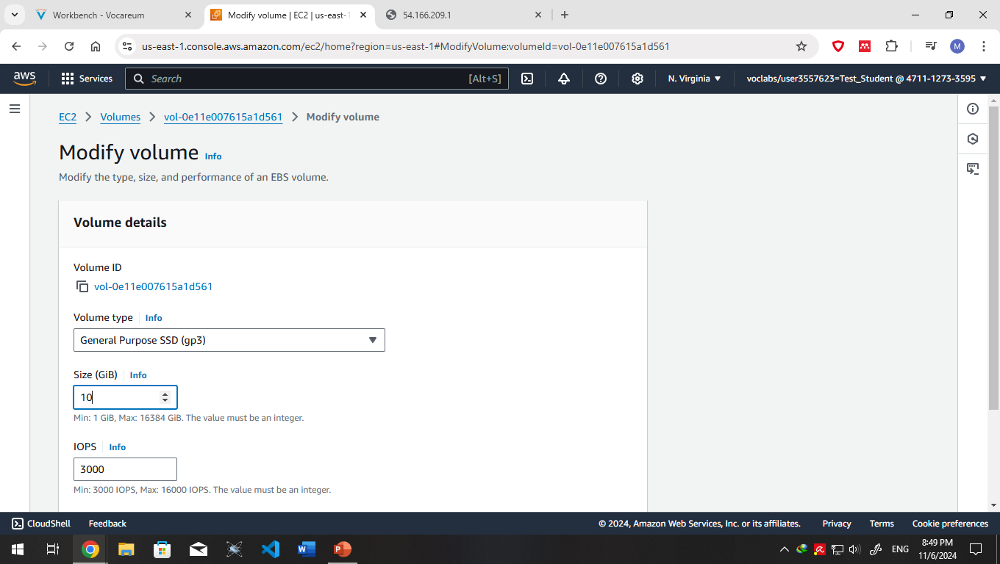 Workbench - Vocareum
Modify volume | EC2 | us-east-1
54.166.209.1
us-east-1.console.aws.amazon.com/ec2/home?region=us-east-1#ModifyVolume:volumeId=vol-0e11e007615a1d561
M
aws
Services
Search
[Alt+S]
N. Virginia
voclabs/user3557623=Test_Student @ 4711-1273-3595
EC2 > Volumes > vol-0e11e007615a1d561 > Modify volume
Modify volume Info
Modify the type, size, and performance of an EBS volume.
Volume details
Volume ID
vol-0e11e007615a1d561
Volume type Info
General Purpose SSD (gp3)
Size (GiB) Info
10
Min: 1 GiB, Max: 16384 GiB. The value must be an integer.
IOPS Info
3000
Min: 3000 IOPS, Max: 16000 IOPS. The value must be an integer.
CloudShell Feedback © 2024, Amazon Web Services, Inc. or its affiliates. Privacy Terms Cookie preferences
ENG
8:49 PM
11/6/2024